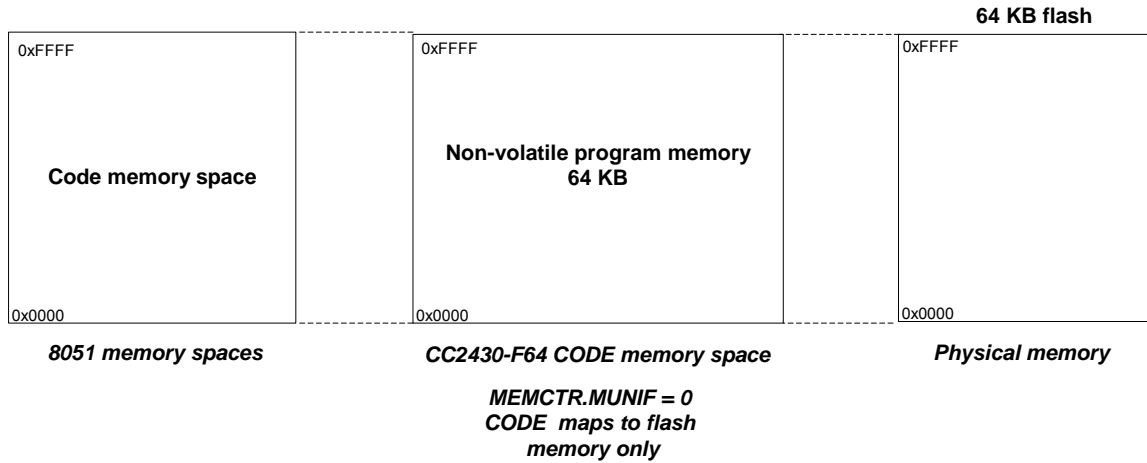 64 KB flash
0xFFFF
0xFFFF
0xFFFF
Code memory space
Non-volatile program memory
64 KB
0x0000
0x0000
0x0000
8051 memory spaces
CC2430-F64 CODE memory space
Physical memory
MEMCTR.MUNIF = 0
CODE maps to flash
memory only